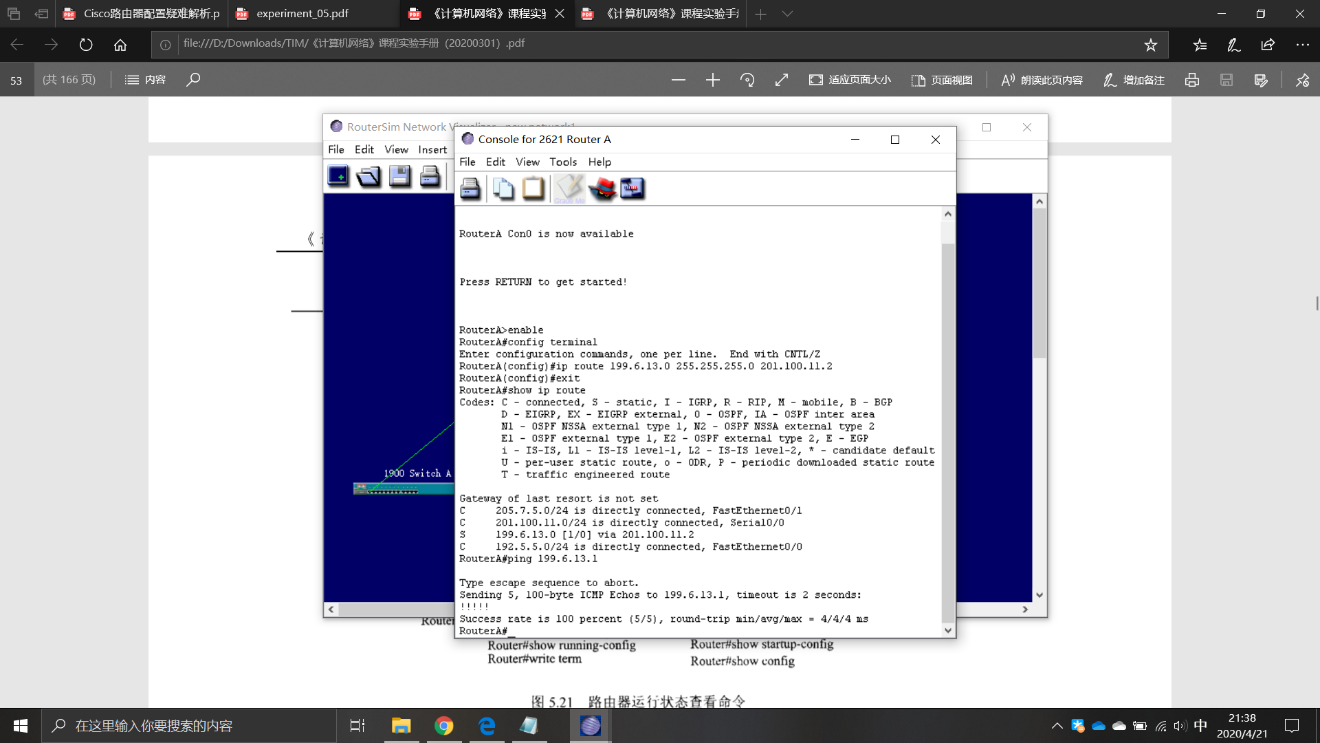 Cisco路由器配置疑难解析.p
experiment_05.pdf
《计算机网络》课程实
《计算机网络》课程实验手
file:///D:/Downloads/TIM/《计算机网络》课程实验手册（20200301）.pdf
53
(共 166 页)
内容
适应页面大小
页面视图
朗读此页内容
增加备注
RouterSim Network Visualizer - new network1
File Edit View Insert
《
1900 Switch A
Console for 2621 Router A
File Edit View Tools Help
RouterA Con0 is now available
Press RETURN to get started!
RouterA>enable
RouterA#config terminal
Enter configuration commands, one per line.  End with CNTL/Z
RouterA(config)#ip route 199.6.13.0 255.255.255.0 201.100.11.2
RouterA(config)#exit
RouterA#show ip route
Codes: C - connected, S - static, I - IGRP, R - RIP, M - mobile, B - BGP
D - EIGRP, EX - EIGRP external, O - OSPF, IA - OSPF inter area
N1 - OSPF NSSA external type 1, N2 - OSPF NSSA external type 2
E1 - OSPF external type 1, E2 - OSPF external type 2, E - EGP
i - IS-IS, L1 - IS-IS level-1, L2 - IS-IS level-2, * - candidate default
U - per-user static route, o - ODR, P - periodic downloaded static route
T - traffic engineered route
Gateway of last resort is not set
C     205.7.5.0/24 is directly connected, FastEthernet0/1
C     201.100.11.0/24 is directly connected, Serial0/0
S     199.6.13.0 [1/0] via 201.100.11.2
C     192.5.5.0/24 is directly connected, FastEthernet0/0
RouterA#ping 199.6.13.1
Type escape sequence to abort.
Sending 5, 100-byte ICMP Echos to 199.6.13.1, timeout is 2 seconds:
!!!!!
Success rate is 100 percent (5/5), round-trip min/avg/max = 4/4/4 ms
RouterA#_
Router#show running-config
Router#show startup-config
Router#write term
Router#show config
图 5.21 路由器运行状态查看命令
在这里输入你要搜索的内容
中
21:38
2020/4/21